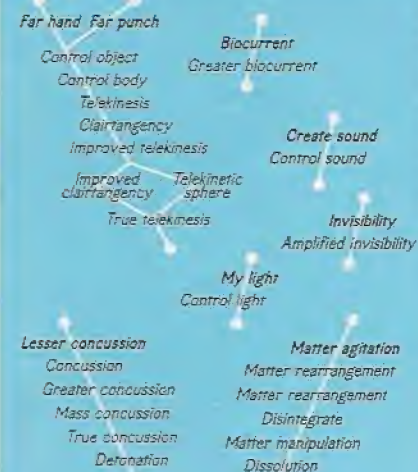 Far hand Far punch
Control object
Control body
Telekinesis
Clairtangency
Improved telekinesis
Improved clairtangency
Telekinetic sphere
True telekinesis
Biocurrent
Greater biocurrent
Create sound
Control sound
Invisibility
Amplified invisibility
My light
Control light
Lesser concussion
Concussion
Greater concussion
Mass concussion
True concussion
Detonation
Matter agitation
Matter rearrangement
Matter rearrangement
Disintegrate
Matter manipulation
Dissolution